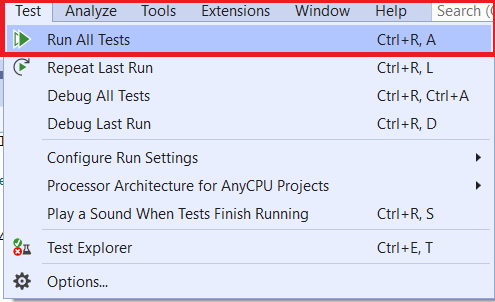 Test Analyze Tools Extensions Window Help Search (
Run All Tests Ctrl+R, A
Repeat Last Run Ctrl+R, L
Debug All Tests Ctrl+R, Ctrl+A
Debug Last Run Ctrl+R, D
Configure Run Settings
Processor Architecture for AnyCPU Projects
Play a Sound When Tests Finish Running Ctrl+R, S
Test Explorer Ctrl+E, T
Options...